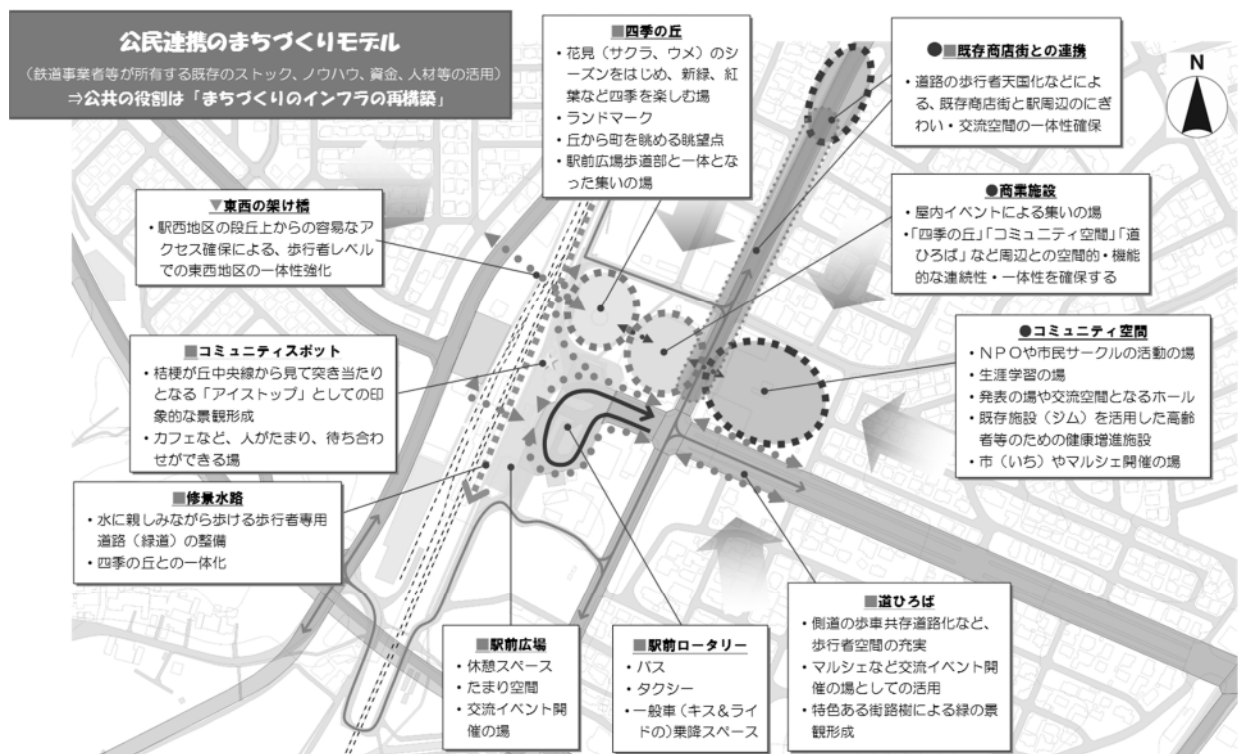 公民連携のまちづくりモデル
（鉄道事業者等が所有する既存のストック、ノウハウ、資金、人材等の活用）
⇒公共の役割は「まちづくりのインフラの再構築」
■四季の丘
・花見（サクラ、ウメ）のシ
ーズンをはじめ、新緑、紅
葉など四季を楽しむ場
・ランドマーク
・丘から町を眺める眺望点
・駅前広場歩道部と一体とな
った集いの場
●■既存商店街との連携
・道路の歩行者天国化などによ
る、既存商店街と駅周辺のにぎ
わい・交流空間の一体性確保
N
▼東西の架け橋
・駅西地区の段丘上からの容易なア
クセス確保による、歩行者レベル
での東西地区の一体性強化
●商業施設
・屋内イベントによる集いの場
・「四季の丘」「コミュニティ空間」「道
ひろば」など周辺との空間的・機能
的な連続性・一体性を確保する
■コミュニティスポット
・桔梗が丘中央線から見て突き当たり
となる「アイストップ」としての印
象的な景観形成
・カフェなど、人がたまり、待ち合わ
せができる場
●コミュニティ空間
・ＮＰＯや市民サークルの活動の場
・生涯学習の場
・発表の場や交流空間となるホール
・既存施設（ジム）を活用した高齢
者等のための健康増進施設
・市（いち）やマルシェ開催の場
■修景水路
・水に親しみながら歩ける歩行者専用
道路（緑道）の整備
・四季の丘との一体化
■駅前広場
・休憩スペース
・たまり空間
・交流イベント開
催の場
■駅前ロータリー
・バス
・タクシー
・一般車（キス＆ライ
ドの）乗降スペース
■道ひろば
・側道の歩車共存道路化など、
歩行者空間の充実
・マルシェなど交流イベント開
催の場としての活用
・特色ある街路樹による緑の景
観形成